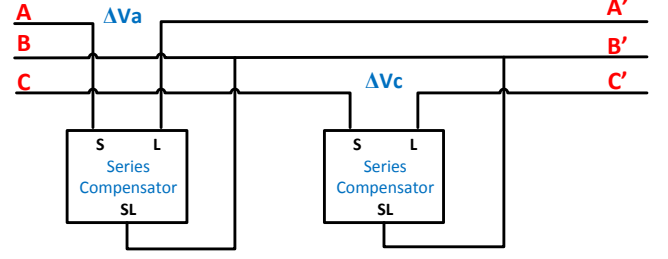 A
ΔVa
A’
B
B’
C
ΔVc
C’
S L
Series
Compensator
SL
S L
Series
Compensator
SL